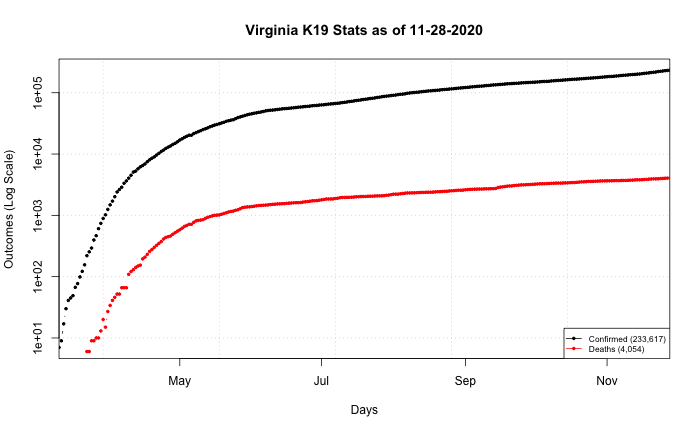 Virginia K19 Stats as of 11-28-2020
Outcomes (Log Scale)
1e+05
1e+04
1e+03
1e+02
1e+01
Confirmed (233,617)
Deaths (4,054)
May
Jul
Sep
Nov
Days